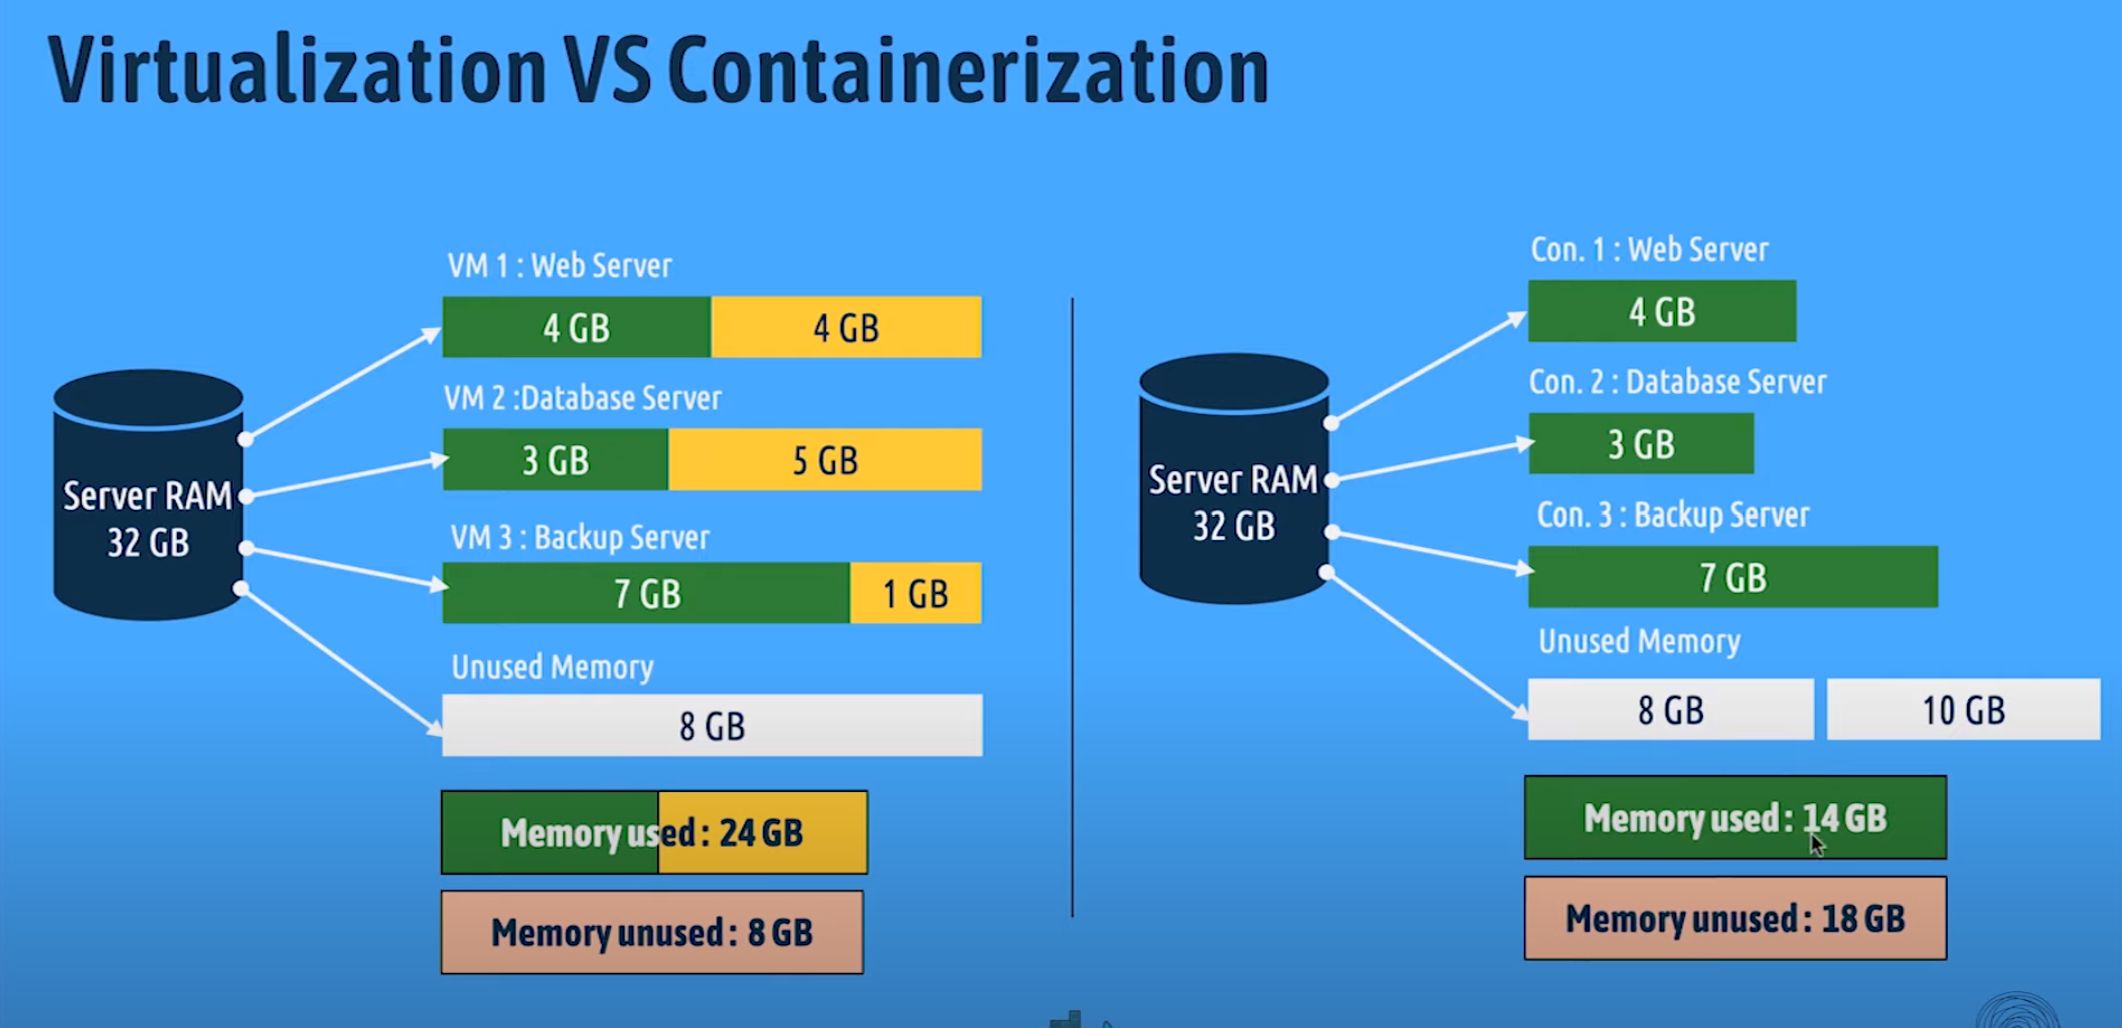 Virtualization VS Containerization
VM 1 : Web Server
4 GB
4 GB
VM 2 :Database Server
3 GB
5 GB
VM 3 : Backup Server
7 GB
1 GB
Unused Memory
8 GB
Server RAM
32 GB
Memory used : 24 GB
Memory unused : 8 GB
Con. 1 : Web Server
4 GB
Con. 2 : Database Server
3 GB
Con. 3 : Backup Server
7 GB
Unused Memory
8 GB
10 GB
Server RAM
32 GB
Memory used : 14 GB
Memory unused : 18 GB